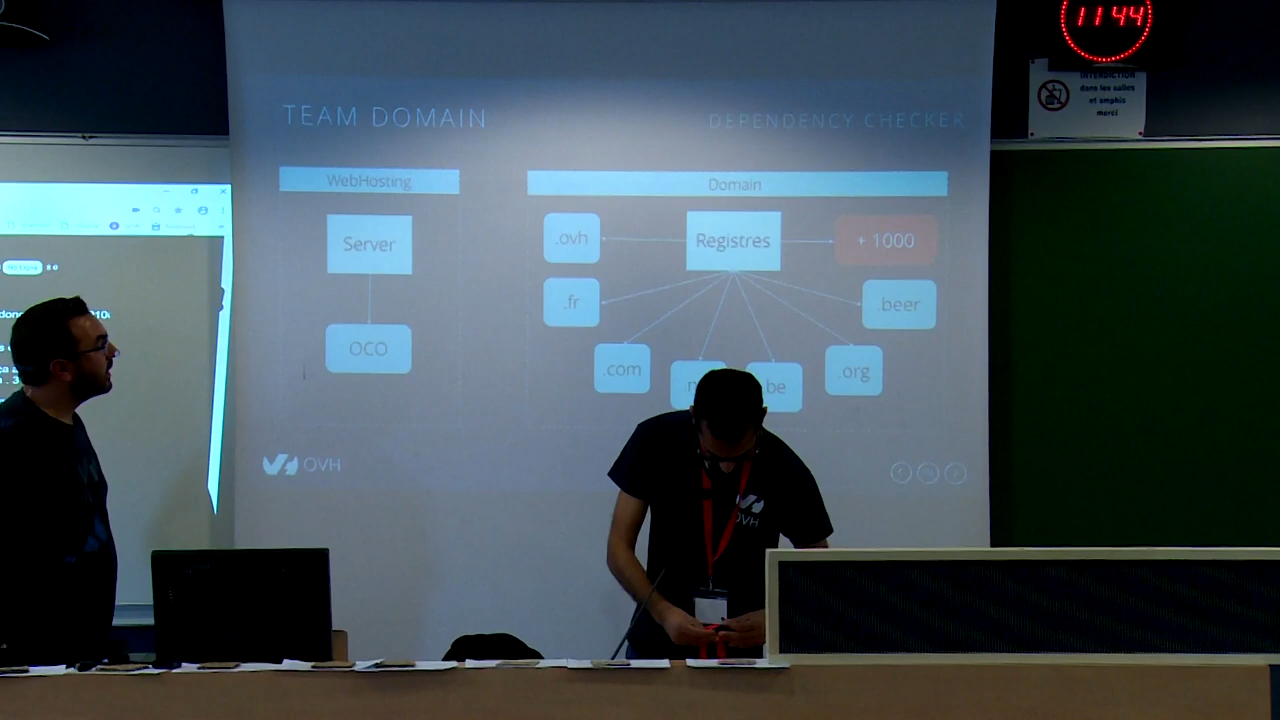 11 44
INTERDICTION
dans les salles
et amphis
merci
TEAM DOMAIN
DEPENDENCY CHECKER
WebHosting
Domain
Server
.ovh
Registres
+ 1000
OCO
.fr
.beer
.com
.be
.org
OVH
OVH